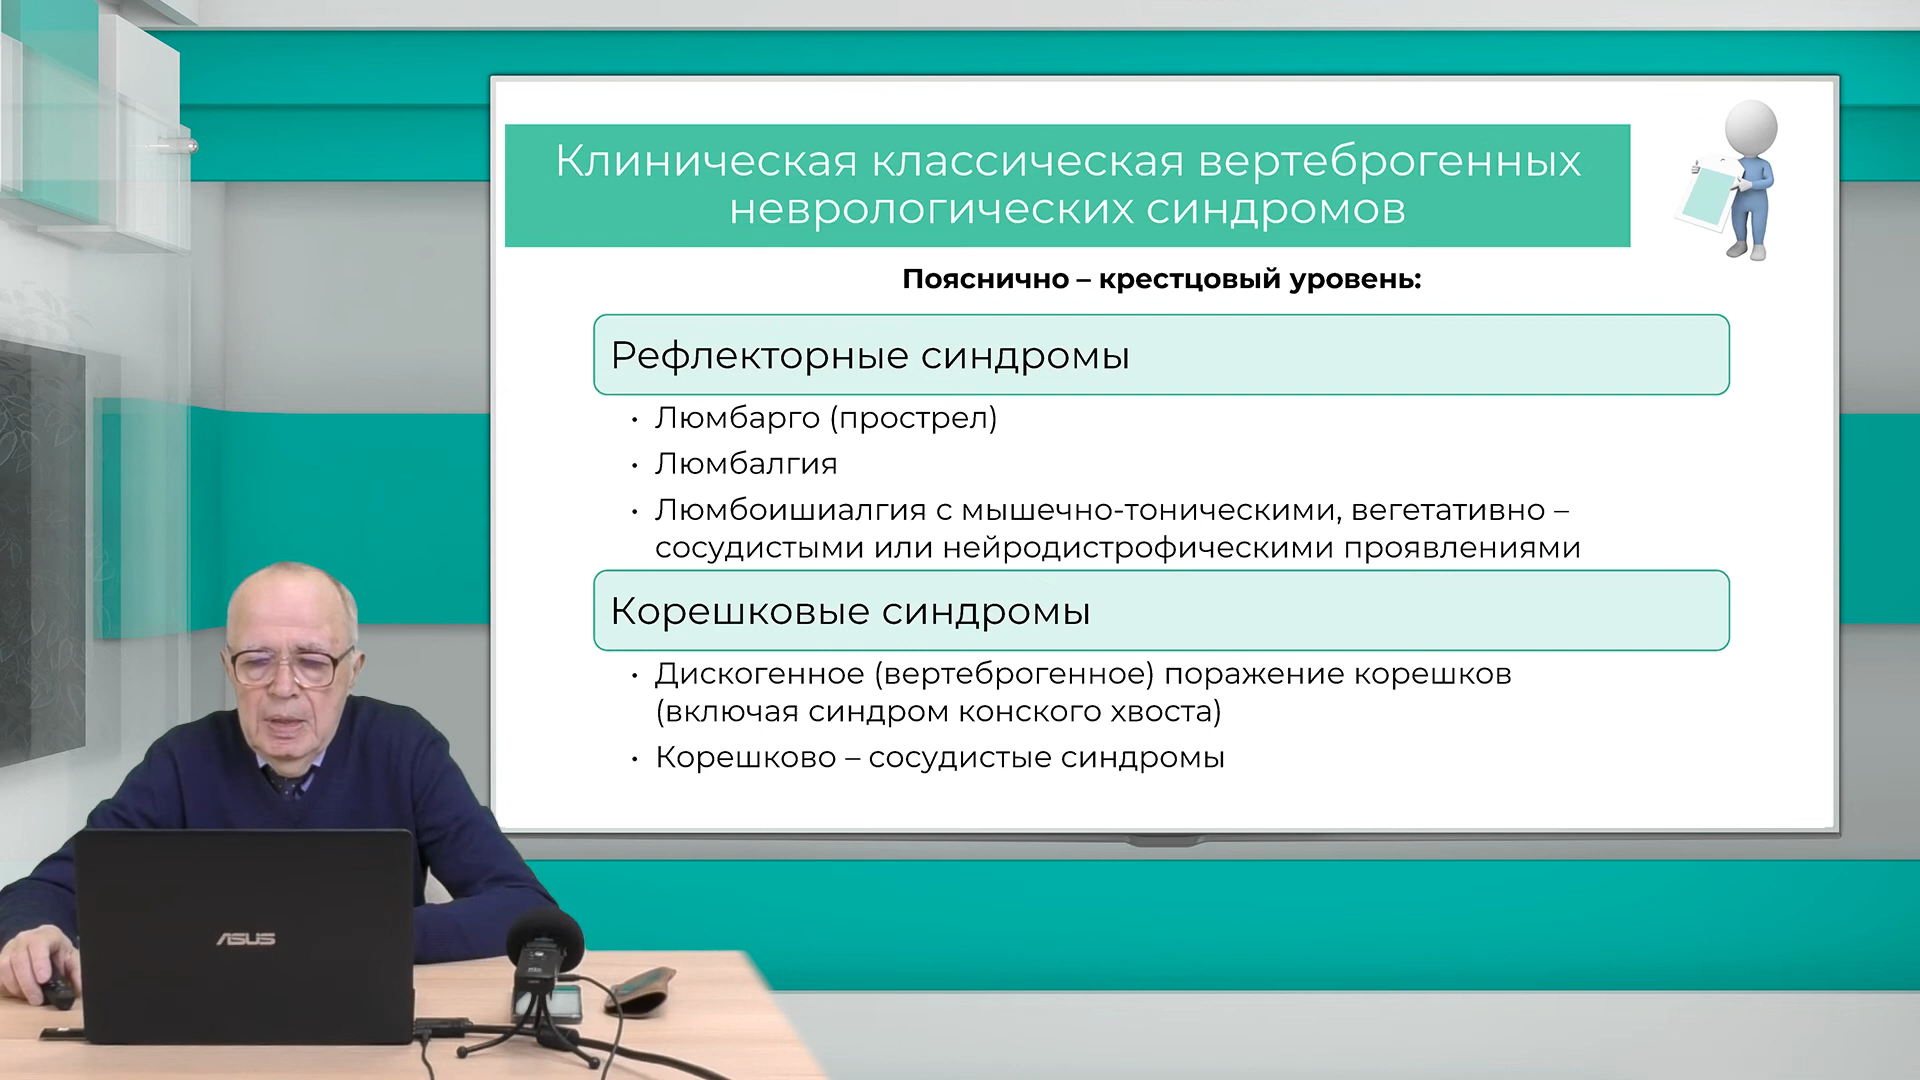 Клиническая классическая вертеброгенных
неврологических синдромов
Пояснично – крестцовый уровень:
Рефлекторные синдромы
• Люмбарго (прострел)
• Люмбалгия
• Люмбоишиалгия с мышечно-тоническими, вегетативно –
сосудистыми или нейродистрофическими проявлениями
Корешковые синдромы
• Дискогенное (вертеброгенное) поражение корешков
(включая синдром конского хвоста)
• Корешково – сосудистые синдромы
ASUS